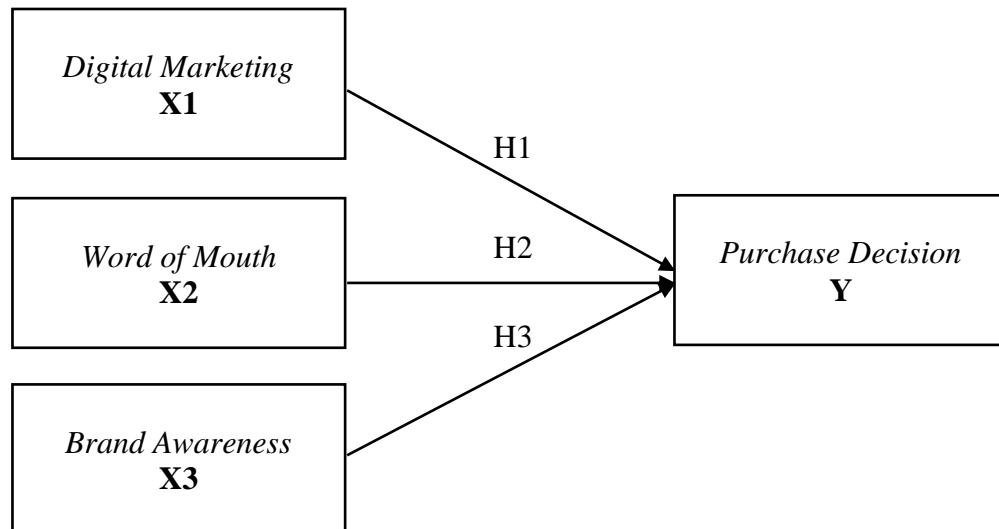 Digital Marketing
X1
H1
Word of Mouth
X2
H2
Purchase Decision
Y
H3
Brand Awareness
X3